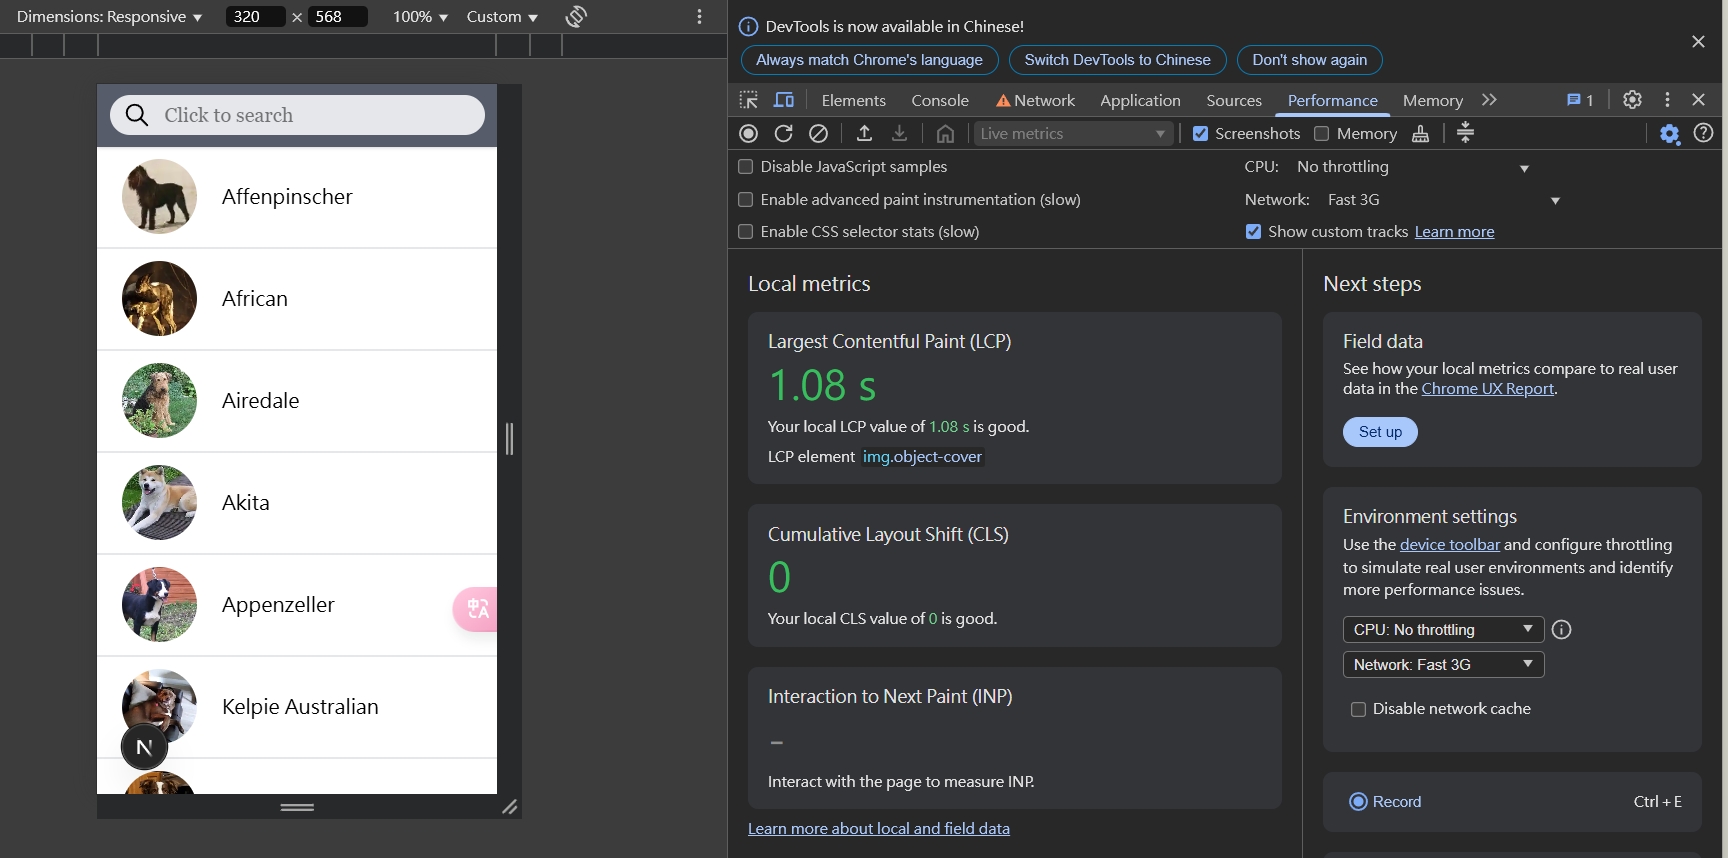 Dimensions: Responsive 320 × 568 100% Custom
Click to search
Affenpinscher
African
Airedale
Akita
Appenzeller
中A
Kelpie Australian
N
DevTools is now available in Chinese!
Always match Chrome's language Switch DevTools to Chinese Don't show again
Elements Console Network Application Sources Performance Memory 1
Live metrics Screenshots Memory
Disable JavaScript samples CPU: No throttling
Enable advanced paint instrumentation (slow) Network: Fast 3G
Enable CSS selector stats (slow) Show custom tracks Learn more
Local metrics
Largest Contentful Paint (LCP)
1.08 s
Your local LCP value of 1.08 s is good.
LCP element img.object-cover
Cumulative Layout Shift (CLS)
0
Your local CLS value of 0 is good.
Interaction to Next Paint (INP)
-
Interact with the page to measure INP.
Learn more about local and field data
Next steps
Field data
See how your local metrics compare to real user
data in the Chrome UX Report.
Set up
Environment settings
Use the device toolbar and configure throttling
to simulate real user environments and identify
more performance issues.
CPU: No throttling
Network: Fast 3G
Disable network cache
Record Ctrl + E